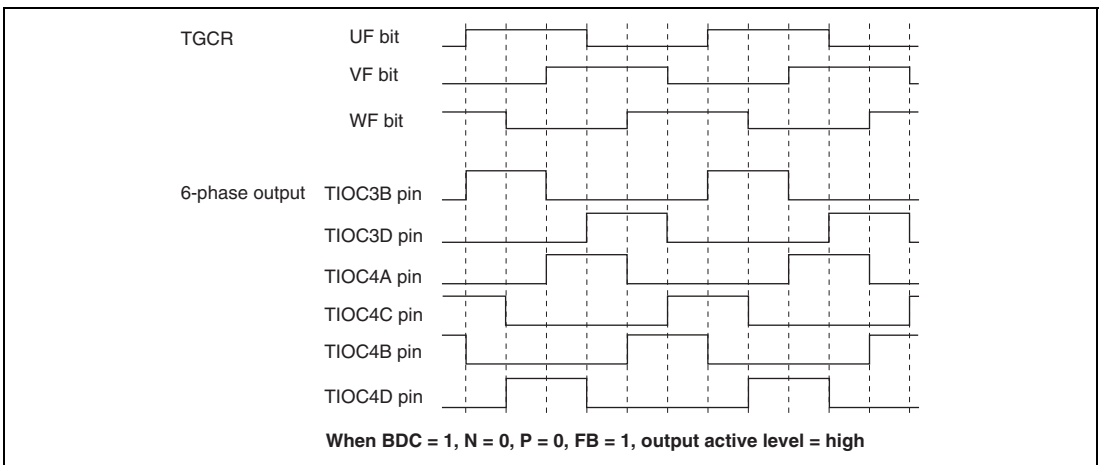 TGCR UF bit
VF bit
WF bit
6-phase output TIOC3B pin
TIOC3D pin
TIOC4A pin
TIOC4C pin
TIOC4B pin
TIOC4D pin
When BDC = 1, N = 0, P = 0, FB = 1, output active level = high